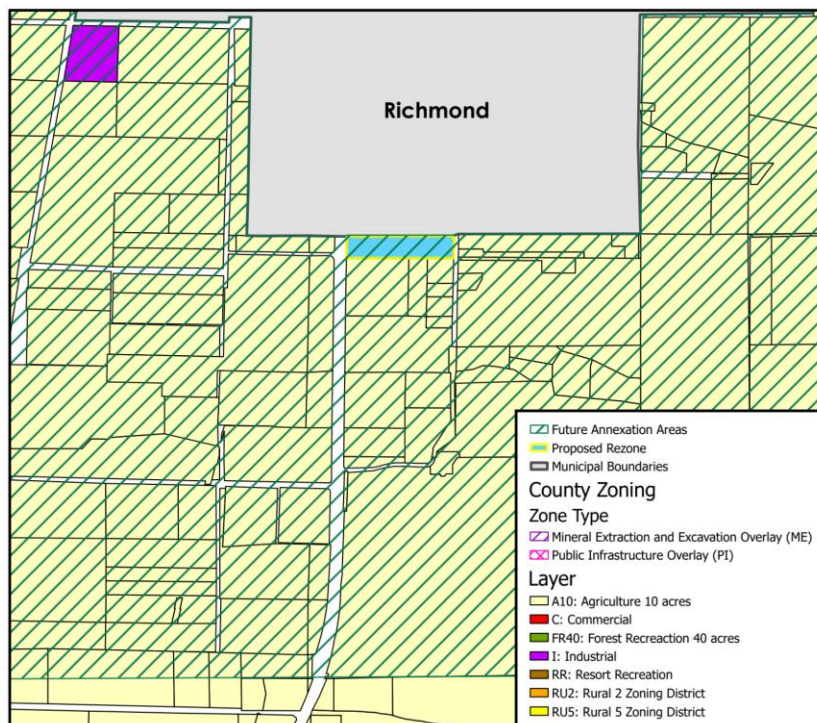 Richmond
Future Annexation Areas
Proposed Rezone
Municipal Boundaries
County Zoning
Zone Type
Mineral Extraction and Excavation Overlay (ME)
Public Infrastructure Overlay (PI)
Layer
A10: Agriculture 10 acres
C: Commercial
FR40: Forest Recreaction 40 acres
I: Industrial
RR: Resort Recreation
RU2: Rural 2 Zoning District
RU5: Rural 5 Zoning District